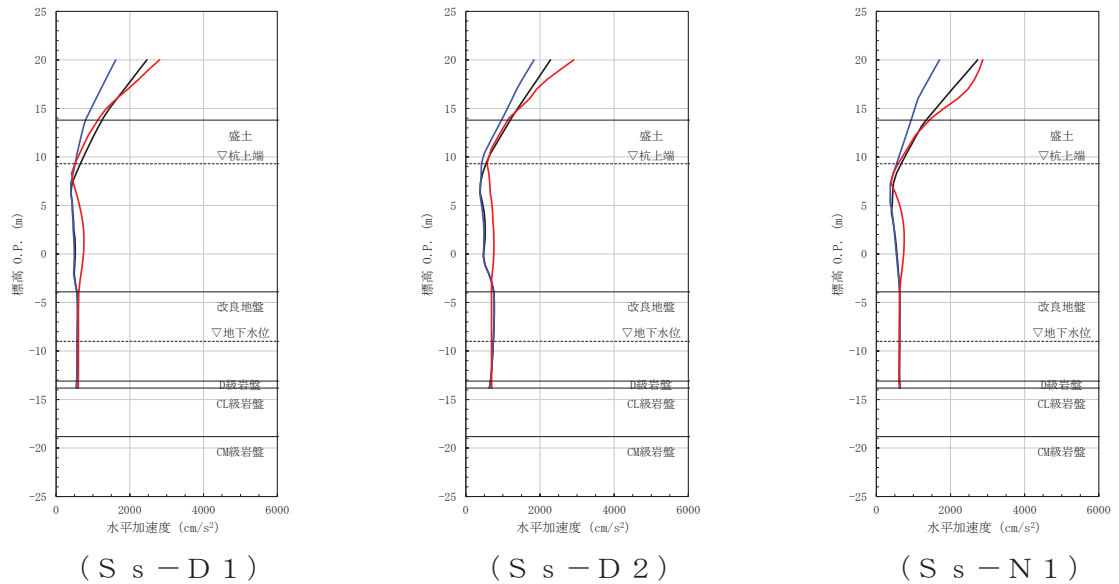 25
20
15
10
5
0
-5
-10
-15
-20
-25
標高 O.P. (m)
盛土
▽杭上端
改良地盤
▽地下水位
D級岩盤
CL級岩盤
CM級岩盤
0 2000 4000 6000
水平加速度 (cm/s²)
(Ss-D1)
25
20
15
10
5
0
-5
-10
-15
-20
-25
標高 O.P. (m)
盛土
▽杭上端
改良地盤
▽地下水位
D級岩盤
CL級岩盤
CM級岩盤
0 2000 4000 6000
水平加速度 (cm/s²)
(Ss-D2)
25
20
15
10
5
0
-5
-10
-15
-20
-25
標高 O.P. (m)
盛土
▽杭上端
改良地盤
▽地下水位
D級岩盤
CL級岩盤
CM級岩盤
0 2000 4000 6000
水平加速度 (cm/s²)
(Ss-N1)